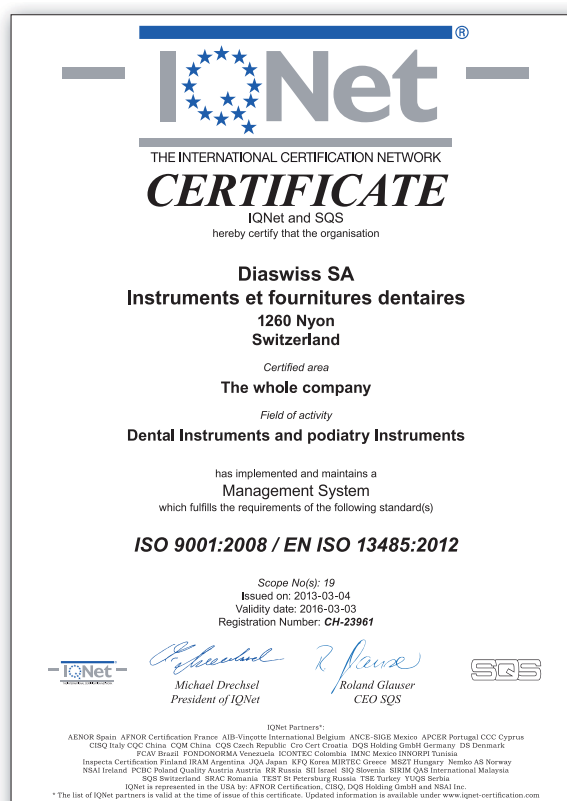 IQNet ®
THE INTERNATIONAL CERTIFICATION NETWORK
CERTIFICATE
IQNet and SQS
hereby certify that the organisation
Diaswiss SA
Instruments et fournitures dentaires
1260 Nyon
Switzerland
Certified area
The whole company
Field of activity
Dental Instruments and podiatry Instruments
has implemented and maintains a
Management System
which fulfills the requirements of the following standard(s)
ISO 9001:2008 / EN ISO 13485:2012
Scope No(s): 19
Issued on: 2013-03-04
Validity date: 2016-03-03
Registration Number: CH-23961
IQNet
SQS
Michael Drechsel Roland Glauser
President of IQNet CEO SQS
IQNet Partners*:
AENOR Spain AFNOR Certification France AIB-Vinçotte International Belgium ANCE-SIGE Mexico APCER Portugal CCC Cyprus
CISQ Italy CQC China CQM China CQS Czech Republic Cro Cert Croatia DQS Holding GmbH Germany DS Denmark
FCAV Brazil FONDONORMA Venezuela ICONTEC Colombia IMNC Mexico INNORPI Tunisia
Inspecta Certification Finland IRAM Argentina JQA Japan KFQ Korea MIRTEC Greece MSZT Hungary Nemko AS Norway
NSAI Ireland PCBC Poland Quality Austria Austria RR Russia SII Israel SIQ Slovenia SIRIM QAS International Malaysia
SQS Switzerland SRAC Romania TEST St Petersburg Russia TSE Turkey YUQS Serbia
IQNet is represented in the USA by: AFNOR Certification, CISQ, DQS Holding GmbH and NSAI Inc.
* The list of IQNet partners is valid at the time of issue of this certificate. Updated information is available under www.iqnet-certification.com